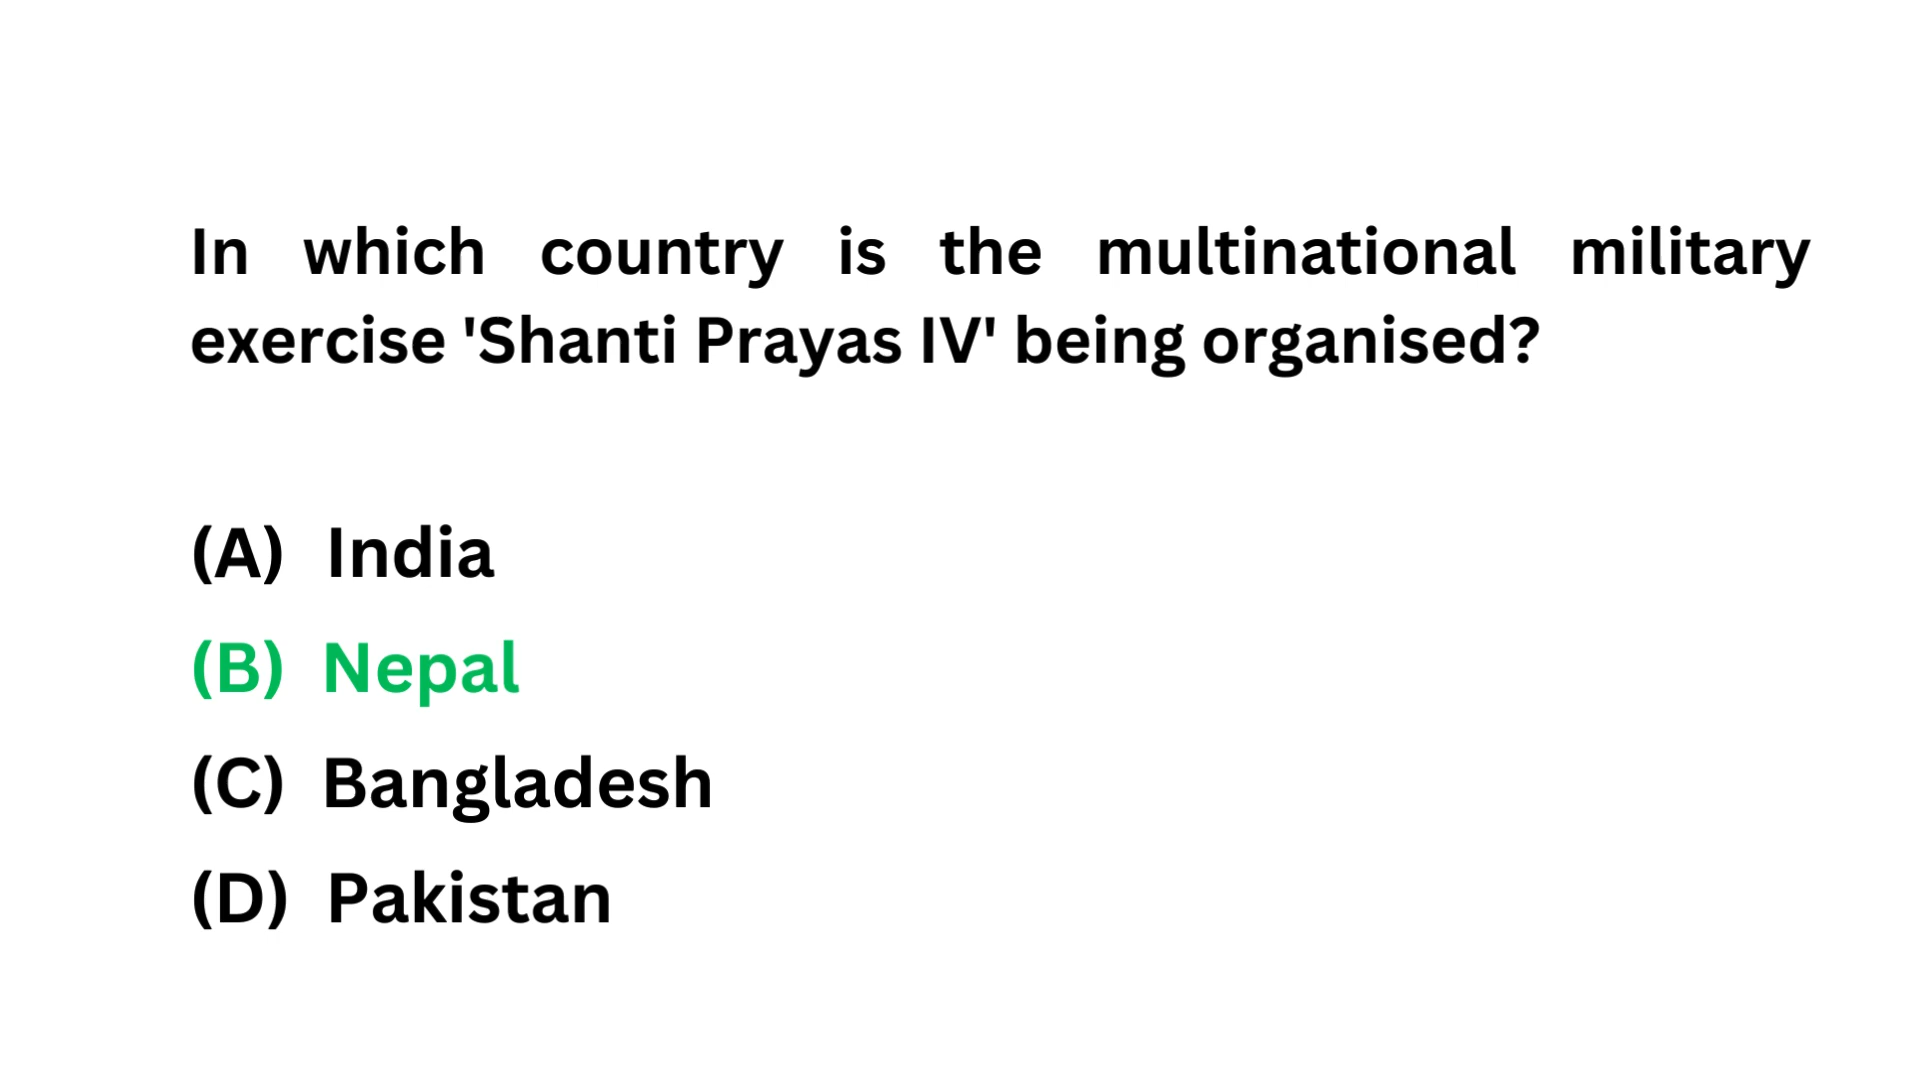 In which country is the multinational military
exercise 'Shanti Prayas IV' being organised?
(A) India
(B) Nepal
(C) Bangladesh
(D) Pakistan